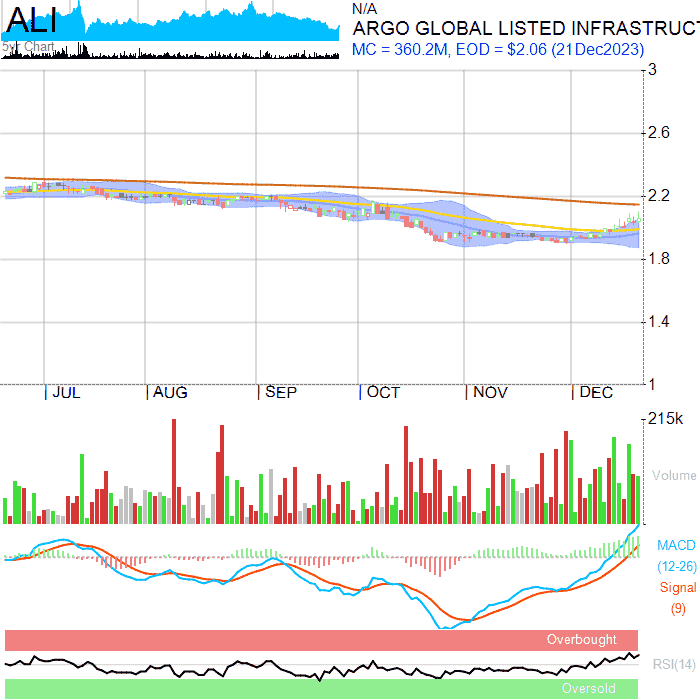 ALI
5yr Chart
N/A
ARGO GLOBAL LISTED INFRASTRUCT
MC = 360.2M, EOD = $2.06 (21Dec2023)
3
2.6
2.2
1.8
1.4
1
JUL AUG SEP OCT NOV DEC
215k
Volume
MACD
(12-26)
Signal
(9)
Overbought
RSI(14)
Oversold